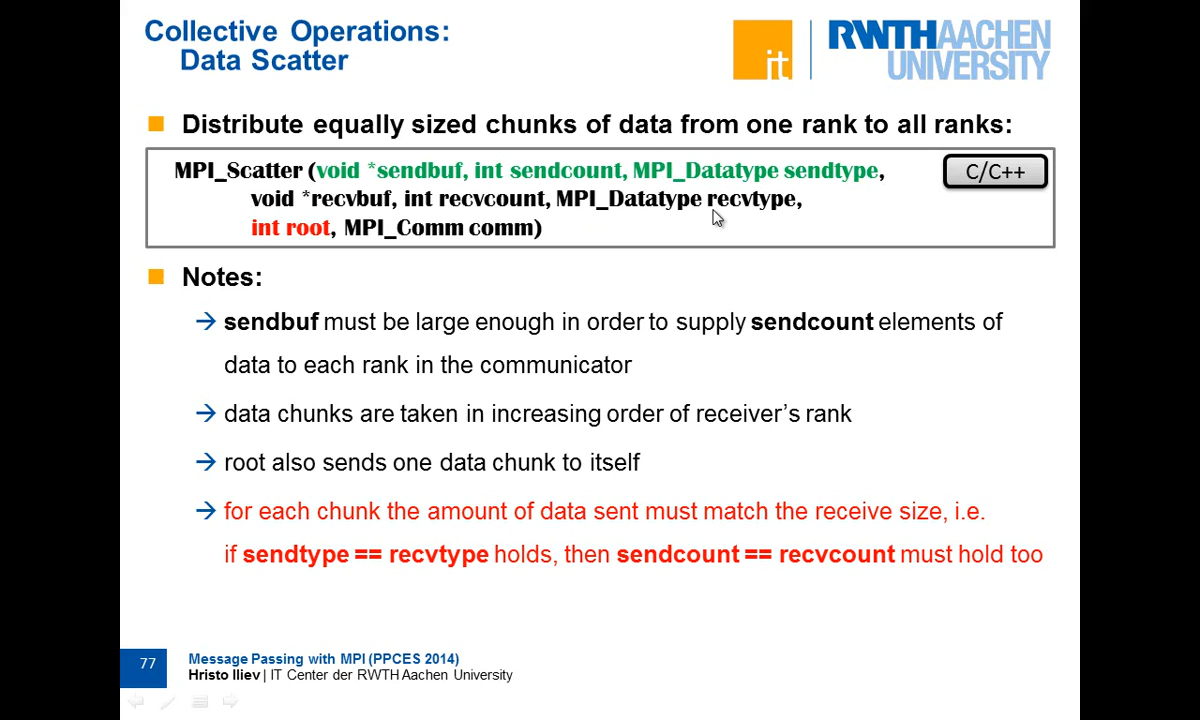 Collective Operations:
Data Scatter
it
RWTHAACHEN
UNIVERSITY
Distribute equally sized chunks of data from one rank to all ranks:
MPI_Scatter (void *sendbuf, int sendcount, MPI_Datatype sendtype,
C/C++
void *recvbuf, int recvcount, MPI_Datatype recvtype,
int root, MPI_Comm comm)
Notes:
→ sendbuf must be large enough in order to supply sendcount elements of
data to each rank in the communicator
→ data chunks are taken in increasing order of receiver’s rank
→ root also sends one data chunk to itself
→ for each chunk the amount of data sent must match the receive size, i.e.
if sendtype == recvtype holds, then sendcount == recvcount must hold too
77
Message Passing with MPI (PPCES 2014)
Hristo Iliev | IT Center der RWTH Aachen University